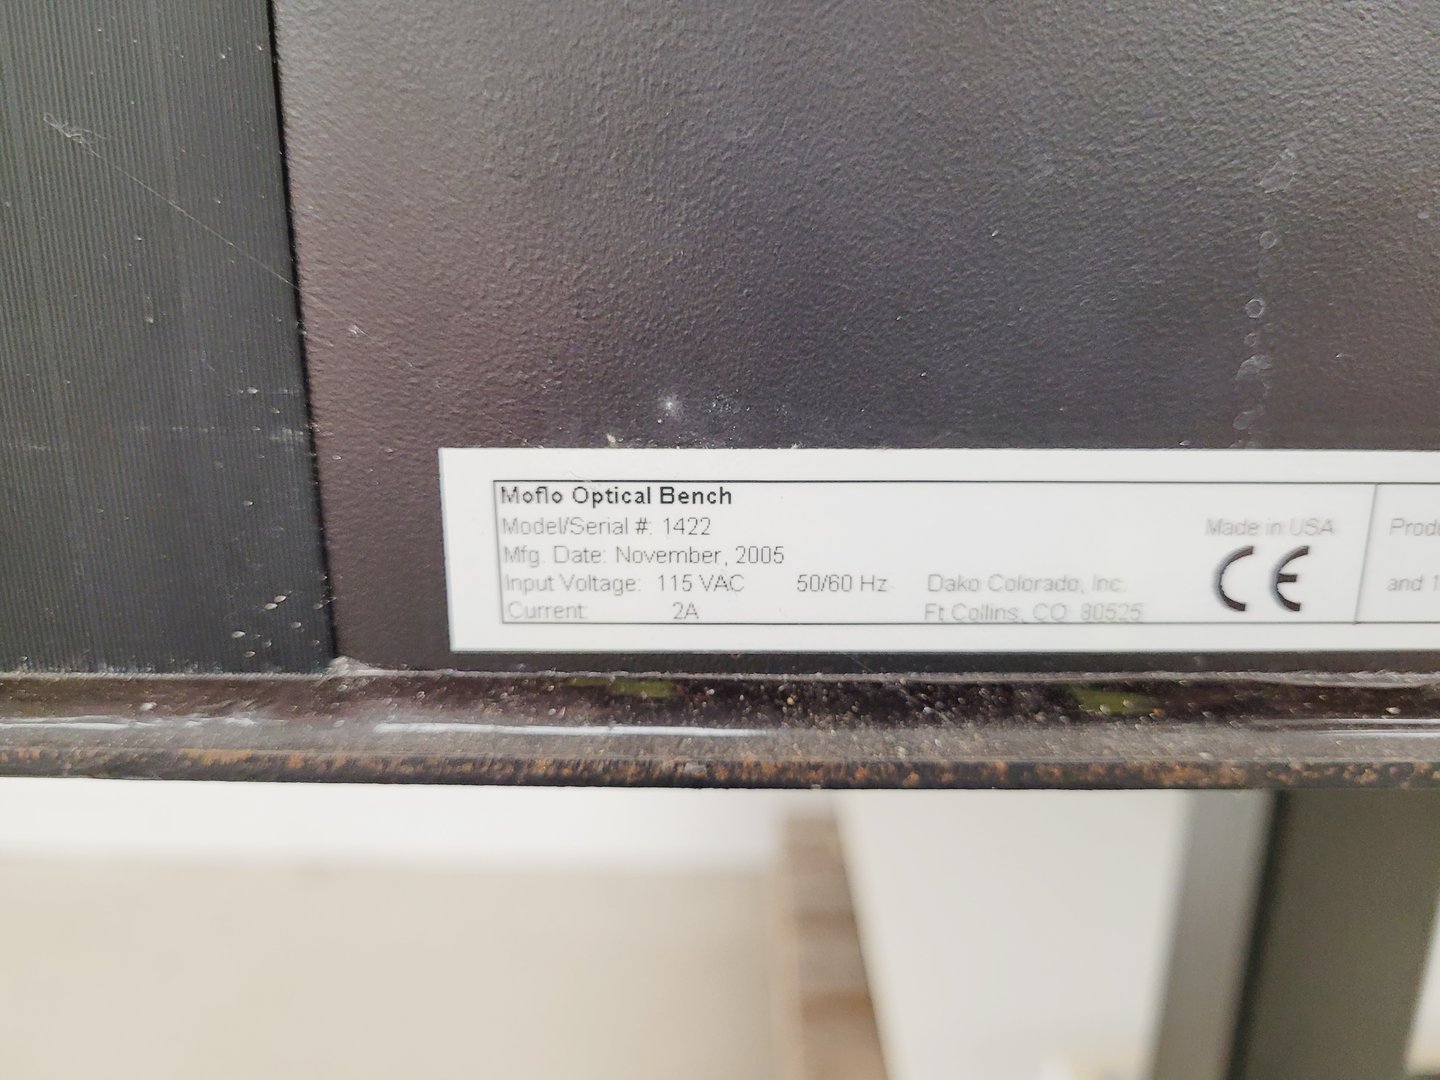 Moflo Optical Bench
Model/Serial #: 1422
Mfg. Date: November, 2005
Input Voltage: 115 VAC 50/60 Hz
Current: 2A
Dako Colorado, Inc.
Ft.Collins, CO 80525
Made in USA
CE
Produ
and 1